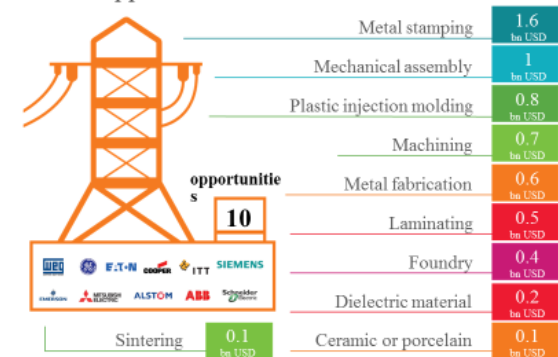 Metal stamping 1.6
bn USD
Mechanical assembly 1
bn USD
Plastic injection molding 0.8
bn USD
Machining 0.7
bn USD
opportunitie
s
10
Metal fabrication 0.6
bn USD
Laminating 0.5
bn USD
WEG GE E·T·N COOPER ITT SIEMENS
Foundry 0.4
bn USD
EMERSON MITSUBISHI ELECTRIC ALSTOM ABB Schneider Electric
Dielectric material 0.2
bn USD
Sintering 0.1
bn USD
Ceramic or porcelain 0.1
bn USD